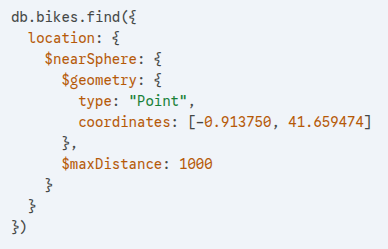 db.bikes.find({
  location: {
    $nearSphere: {
      $geometry: {
        type: "Point",
        coordinates: [-0.913750, 41.659474]
      },
      $maxDistance: 1000
    }
  }
})